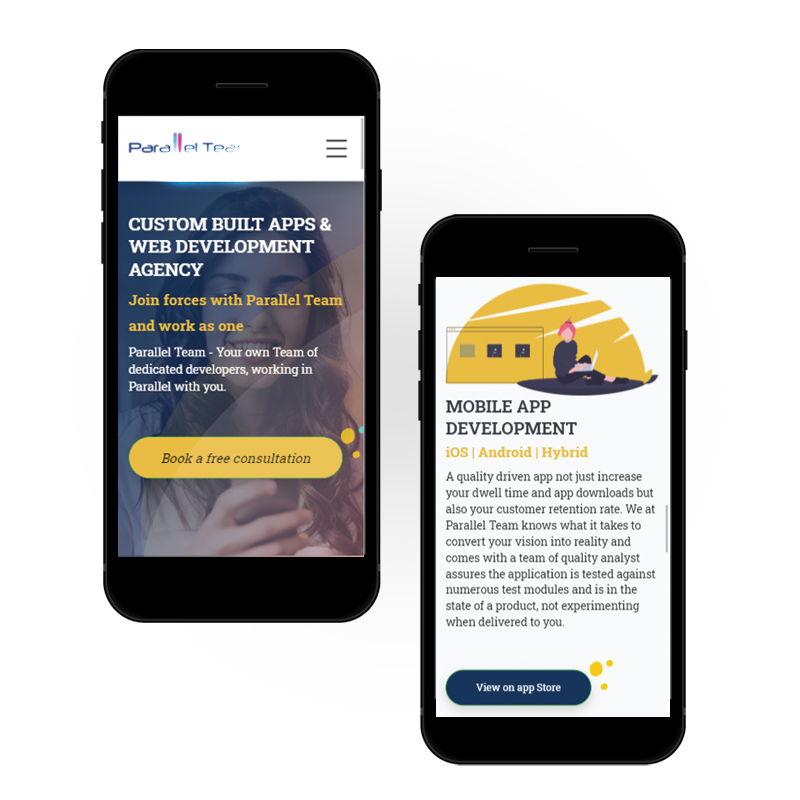 Parallel Team
CUSTOM BUILT APPS &
WEB DEVELOPMENT
AGENCY
Join forces with Parallel Team
and work as one
Parallel Team - Your own Team of
dedicated developers, working in
Parallel with you.
Book a free consultation
MOBILE APP
DEVELOPMENT
iOS | Android | Hybrid
A quality driven app not just increase
your dwell time and app downloads but
also your customer retention rate. We at
Parallel Team knows what it takes to
convert your vision into reality and
comes with a team of quality analyst
assures the application is tested against
numerous test modules and is in the
state of a product, not experimenting
when delivered to you.
View on app Store